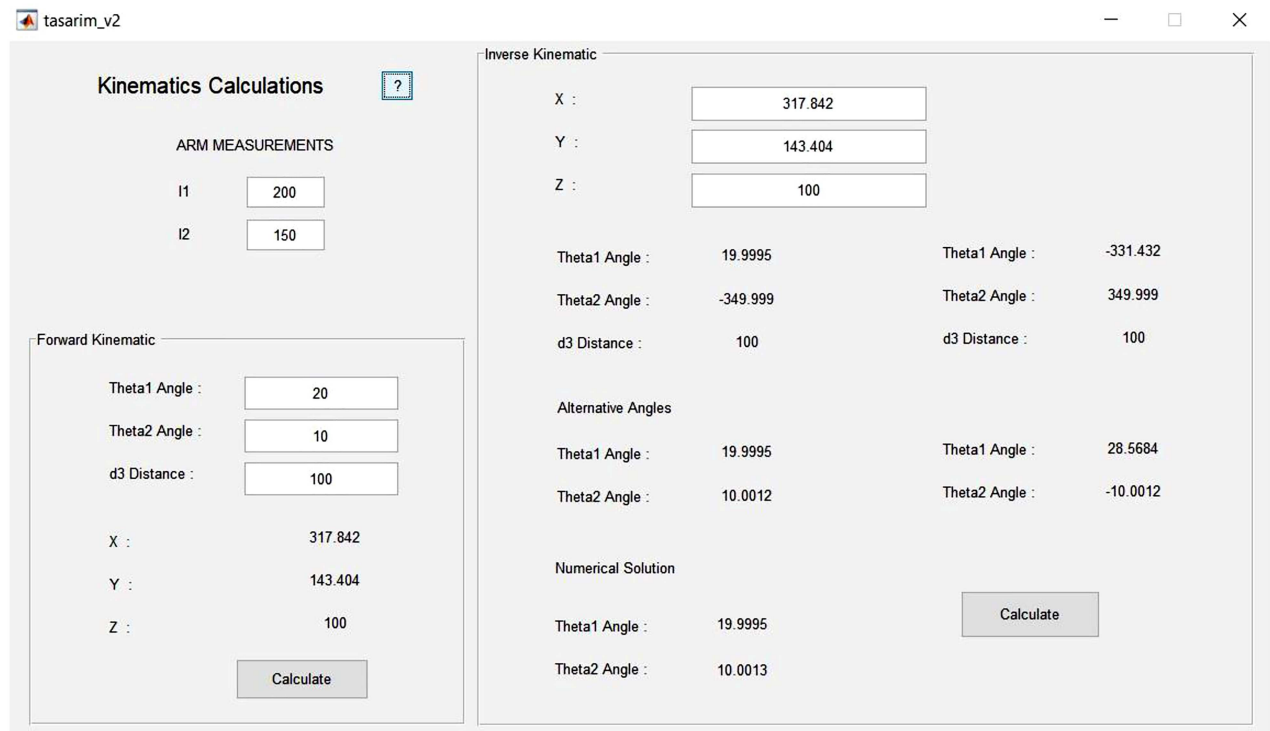 tasarim_v2
Kinematics Calculations ?
ARM MEASUREMENTS
l1 200
l2 150
Forward Kinematic
Theta1 Angle : 20
Theta2 Angle : 10
d3 Distance : 100
X : 317.842
Y : 143.404
Z : 100
Calculate
Inverse Kinematic
X : 317.842
Y : 143.404
Z : 100
Theta1 Angle : 19.9995 Theta1 Angle : -331.432
Theta2 Angle : -349.999 Theta2 Angle : 349.999
d3 Distance : 100 d3 Distance : 100
Alternative Angles
Theta1 Angle : 19.9995 Theta1 Angle : 28.5684
Theta2 Angle : 10.0012 Theta2 Angle : -10.0012
Numerical Solution
Theta1 Angle : 19.9995
Theta2 Angle : 10.0013
Calculate